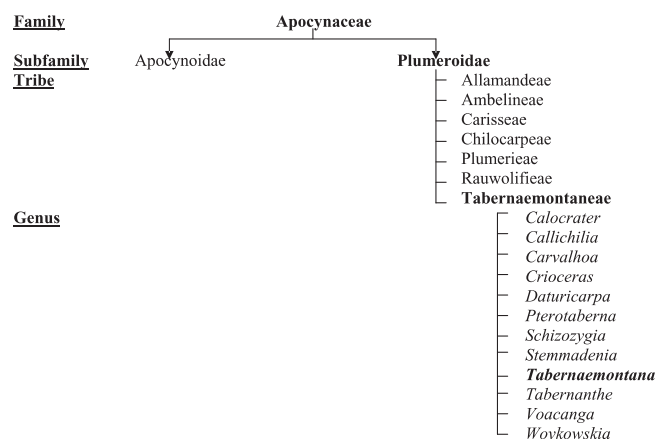 Family Apocynaceae
Subfamily Apocynoidae Plumeroidae
Tribe Allamandeae
Ambelineae
Carisseae
Chilocarpeae
Plumerieae
Rauwolifieae
Tabernaemontaneae
Genus Calocrater
Callichilia
Carvalhoa
Crioceras
Daturicarpa
Pterotaberna
Schizozygia
Stemmadenia
Tabernaemontana
Tabernanthe
Voacanga
Woykowskia